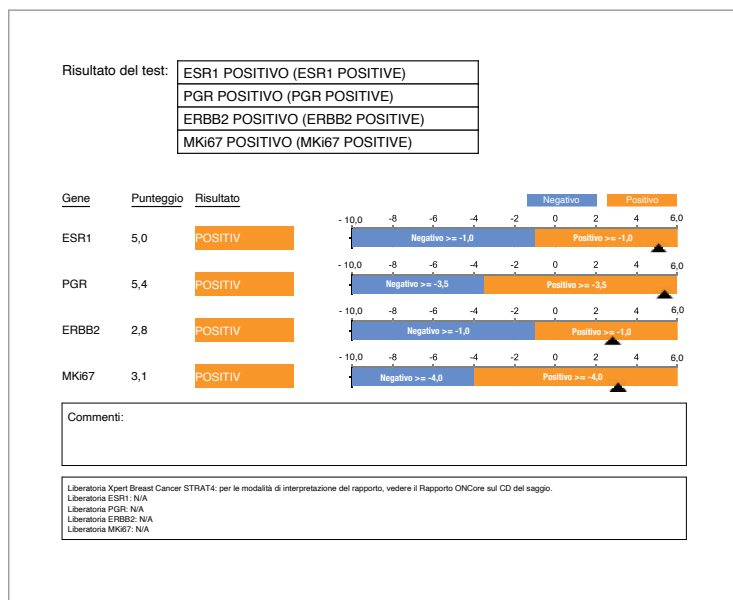 Risultato del test:
ESR1 POSITIVO (ESR1 POSITIVE)
PGR POSITIVO (PGR POSITIVE)
ERBB2 POSITIVO (ERBB2 POSITIVE)
MKi67 POSITIVO (MKi67 POSITIVE)
Gene Punteggio Risultato
Negativo Positivo
- 10,0 -8 -6 -4 -2 0 2 4 6,0
ESR1 5,0 POSITIV Negativo >= -1,0 Positivo >= -1,0
- 10,0 -8 -6 -4 -2 0 2 4 6,0
PGR 5,4 POSITIV Negativo >= -3,5 Positivo >= -3,5
- 10,0 -8 -6 -4 -2 0 2 4 6,0
ERBB2 2,8 POSITIV Negativo >= -1,0 Positivo >= -1,0
- 10,0 -8 -6 -4 -2 0 2 4 6,0
MKi67 3,1 POSITIV Negativo >= -4,0 Positivo >= -4,0
Commenti:
Liberatoria Xpert Breast Cancer STRAT4: per le modalità di interpretazione del rapporto, vedere il Rapporto ONCore sul CD del saggio.
Liberatoria ESR1: N/A
Liberatoria PGR: N/A
Liberatoria ERBB2: N/A
Liberatoria MKi67: N/A